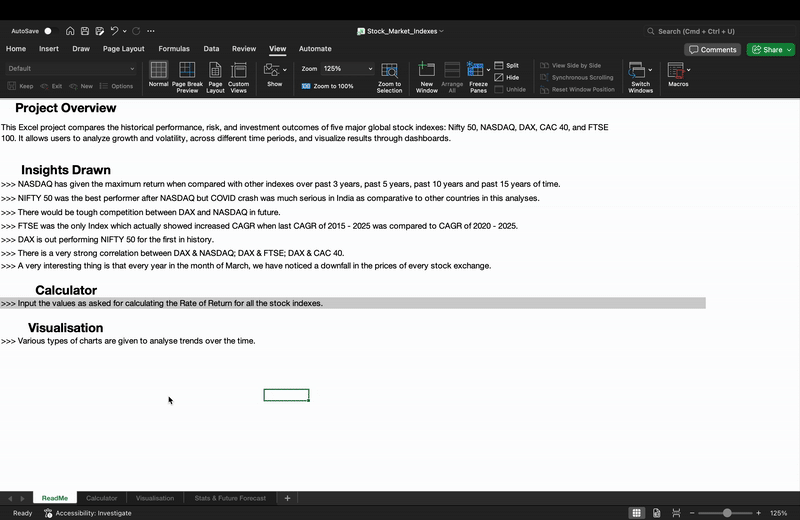 AutoSave
Stock_Market_Indexes
Search (Cmd + Ctrl + U)
Home Insert Draw Page Layout Formulas Data Review View Automate
Comments Share
Default
Keep Exit New Options
Normal Page Break Preview Page Layout Custom Views
Show
Zoom 125%
Zoom to 100%
Zoom to Selection
New Window
Arrange All
Freeze Panes
Split
Hide
Unhide
View Side by Side
Synchronous Scrolling
Reset Window Position
Switch Windows
Macros
Project Overview
This Excel project compares the historical performance, risk, and investment outcomes of five major global stock indexes: Nifty 50, NASDAQ, DAX, CAC 40, and FTSE
100. It allows users to analyze growth and volatility, across different time periods, and visualize results through dashboards.
Insights Drawn
>>> NASDAQ has given the maximum return when compared with other indexes over past 3 years, past 5 years, past 10 years and past 15 years of time.
>>> NIFTY 50 was the best performer after NASDAQ but COVID crash was much serious in India as comparative to other countries in this analyses.
>>> There would be tough competition between DAX and NASDAQ in future.
>>> FTSE was the only Index which actually showed increased CAGR when last CAGR of 2015 - 2025 was compared to CAGR of 2020 - 2025.
>>> DAX is out performing NIFTY 50 for the first in history.
>>> There is a very strong correlation between DAX & NASDAQ; DAX & FTSE; DAX & CAC 40.
>>> A very interesting thing is that every year in the month of March, we have noticed a downfall in the prices of every stock exchange.
Calculator
>>> Input the values as asked for calculating the Rate of Return for all the stock indexes.
Visualisation
>>> Various types of charts are given to analyse trends over the time.
ReadMe Calculator Visualisation Stats & Future Forecast +
Ready Accessibility: Investigate 125%